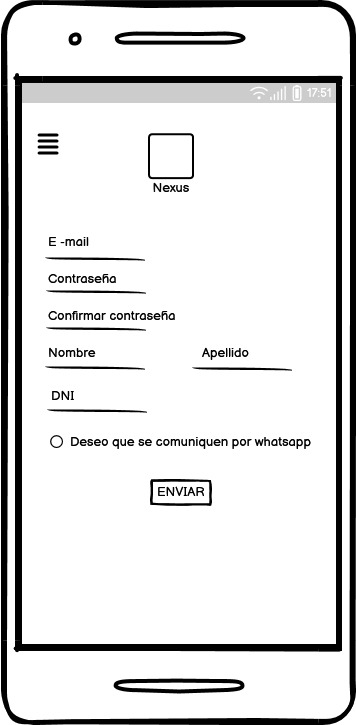 17:51
Nexus
E -mail
Contraseña
Confirmar contraseña
Nombre Apellido
DNI
Deseo que se comuniquen por whatsapp
ENVIAR